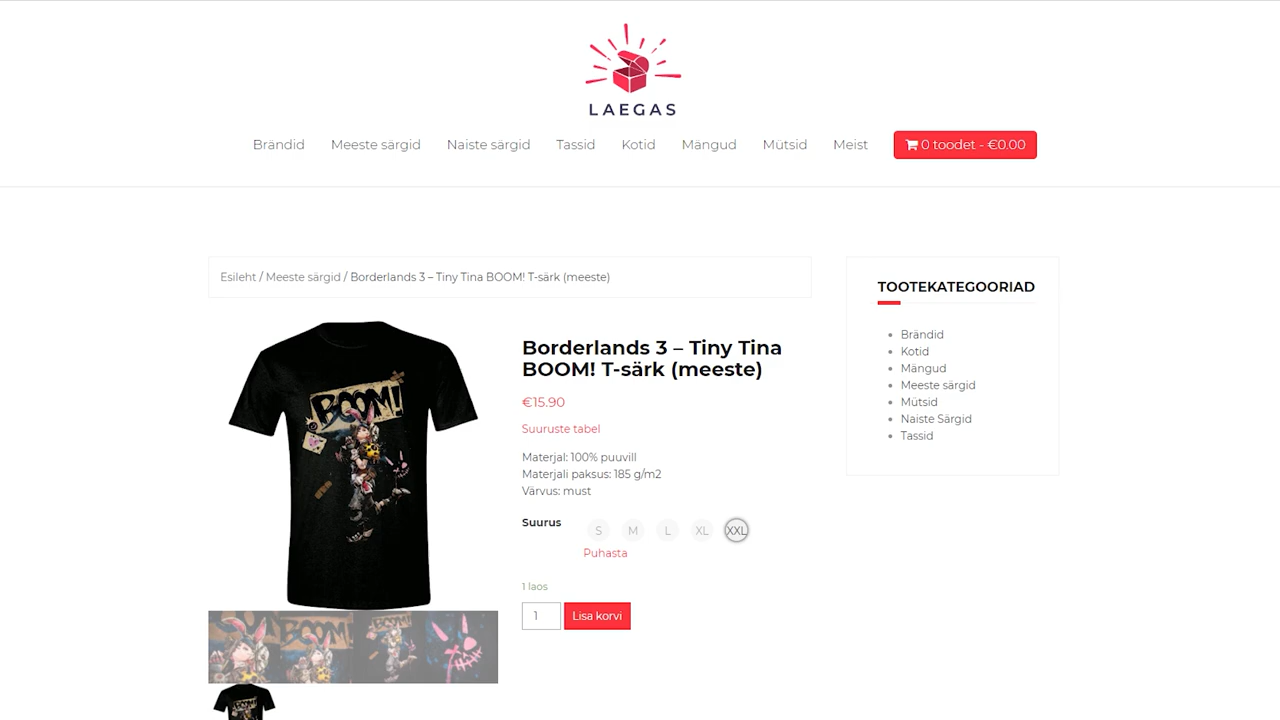 LAEGAS
Brändid Meeste särgid Naiste särgid Tassid Kotid Mängud Mütsid Meist 0 toodet - €0.00
Esileht / Meeste särgid / Borderlands 3 – Tiny Tina BOOM! T-särk (meeste)
BOOM!
BOOM!
BOOM!
Borderlands 3 – Tiny Tina
BOOM! T-särk (meeste)
€15.90
Suuruste tabel
Materjal: 100% puuvill
Materjali paksus: 185 g/m2
Värvus: must
Suurus S M L XL XXL
Puhasta
1 laos
1 Lisa korvi
TOOTEKATEGOORIAD
Brändid
Kotid
Mängud
Meeste särgid
Mütsid
Naiste Särgid
Tassid